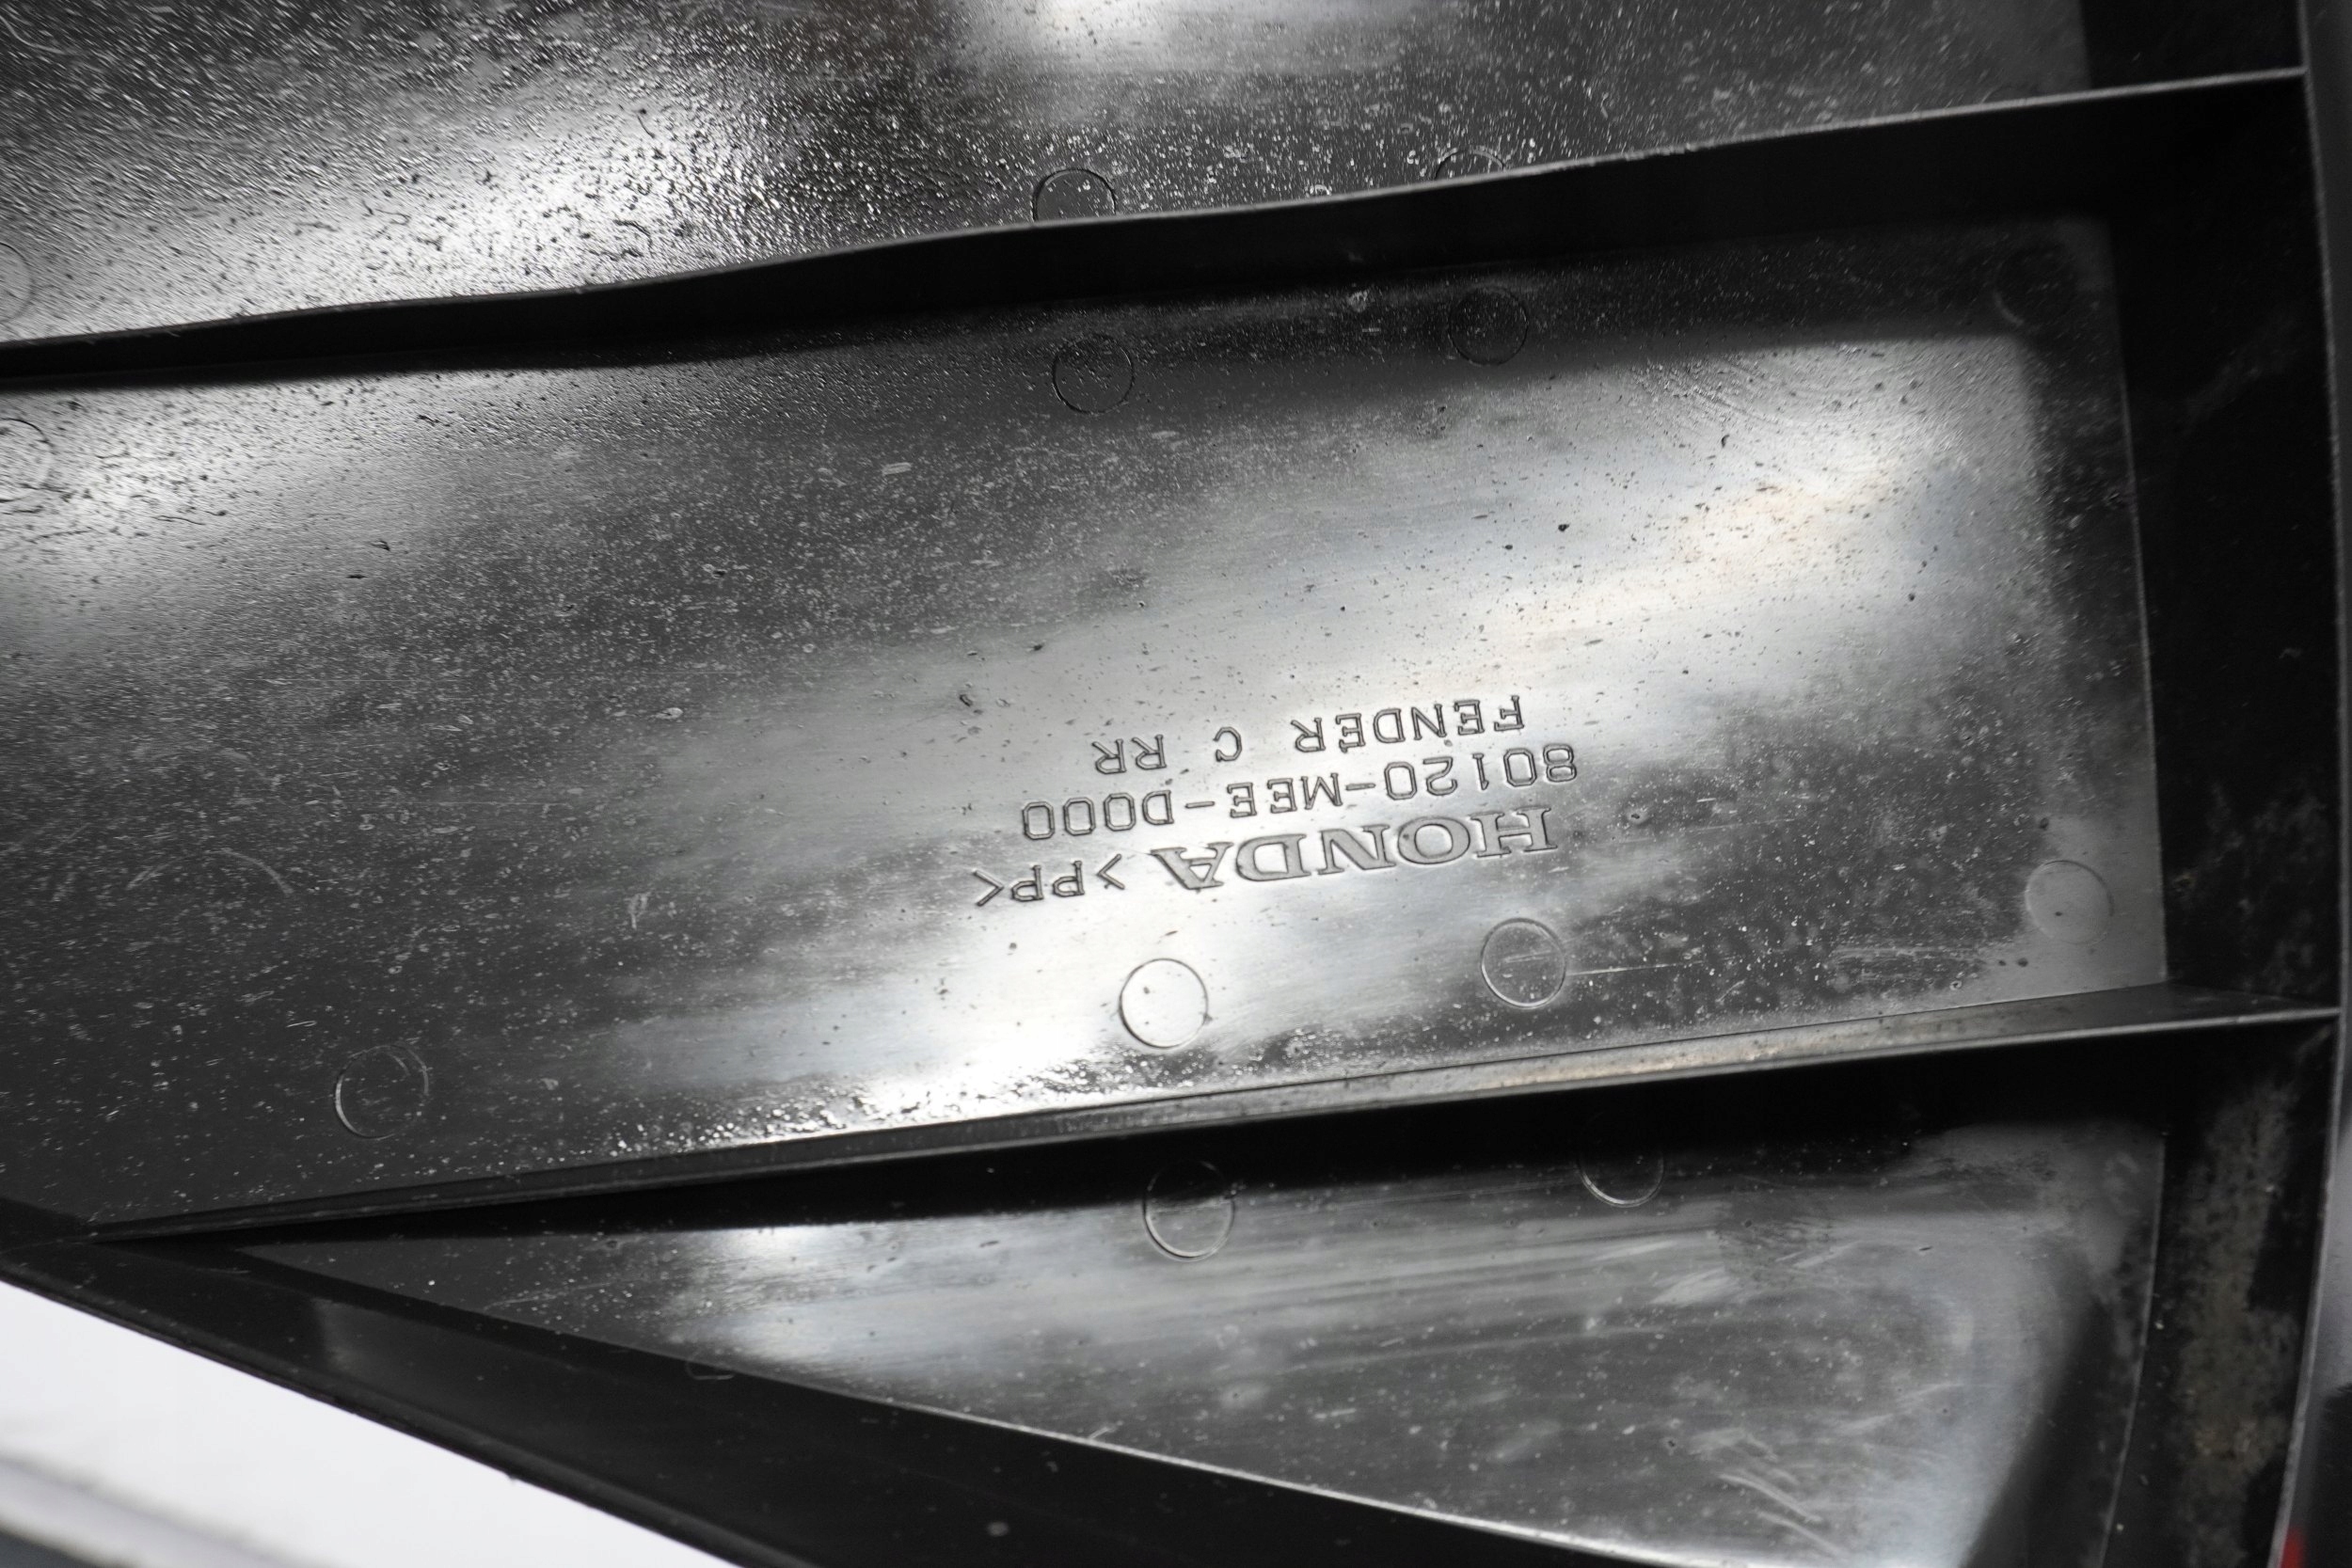 HONDA >PP<
80120-MEE-D000
FENDER C RR